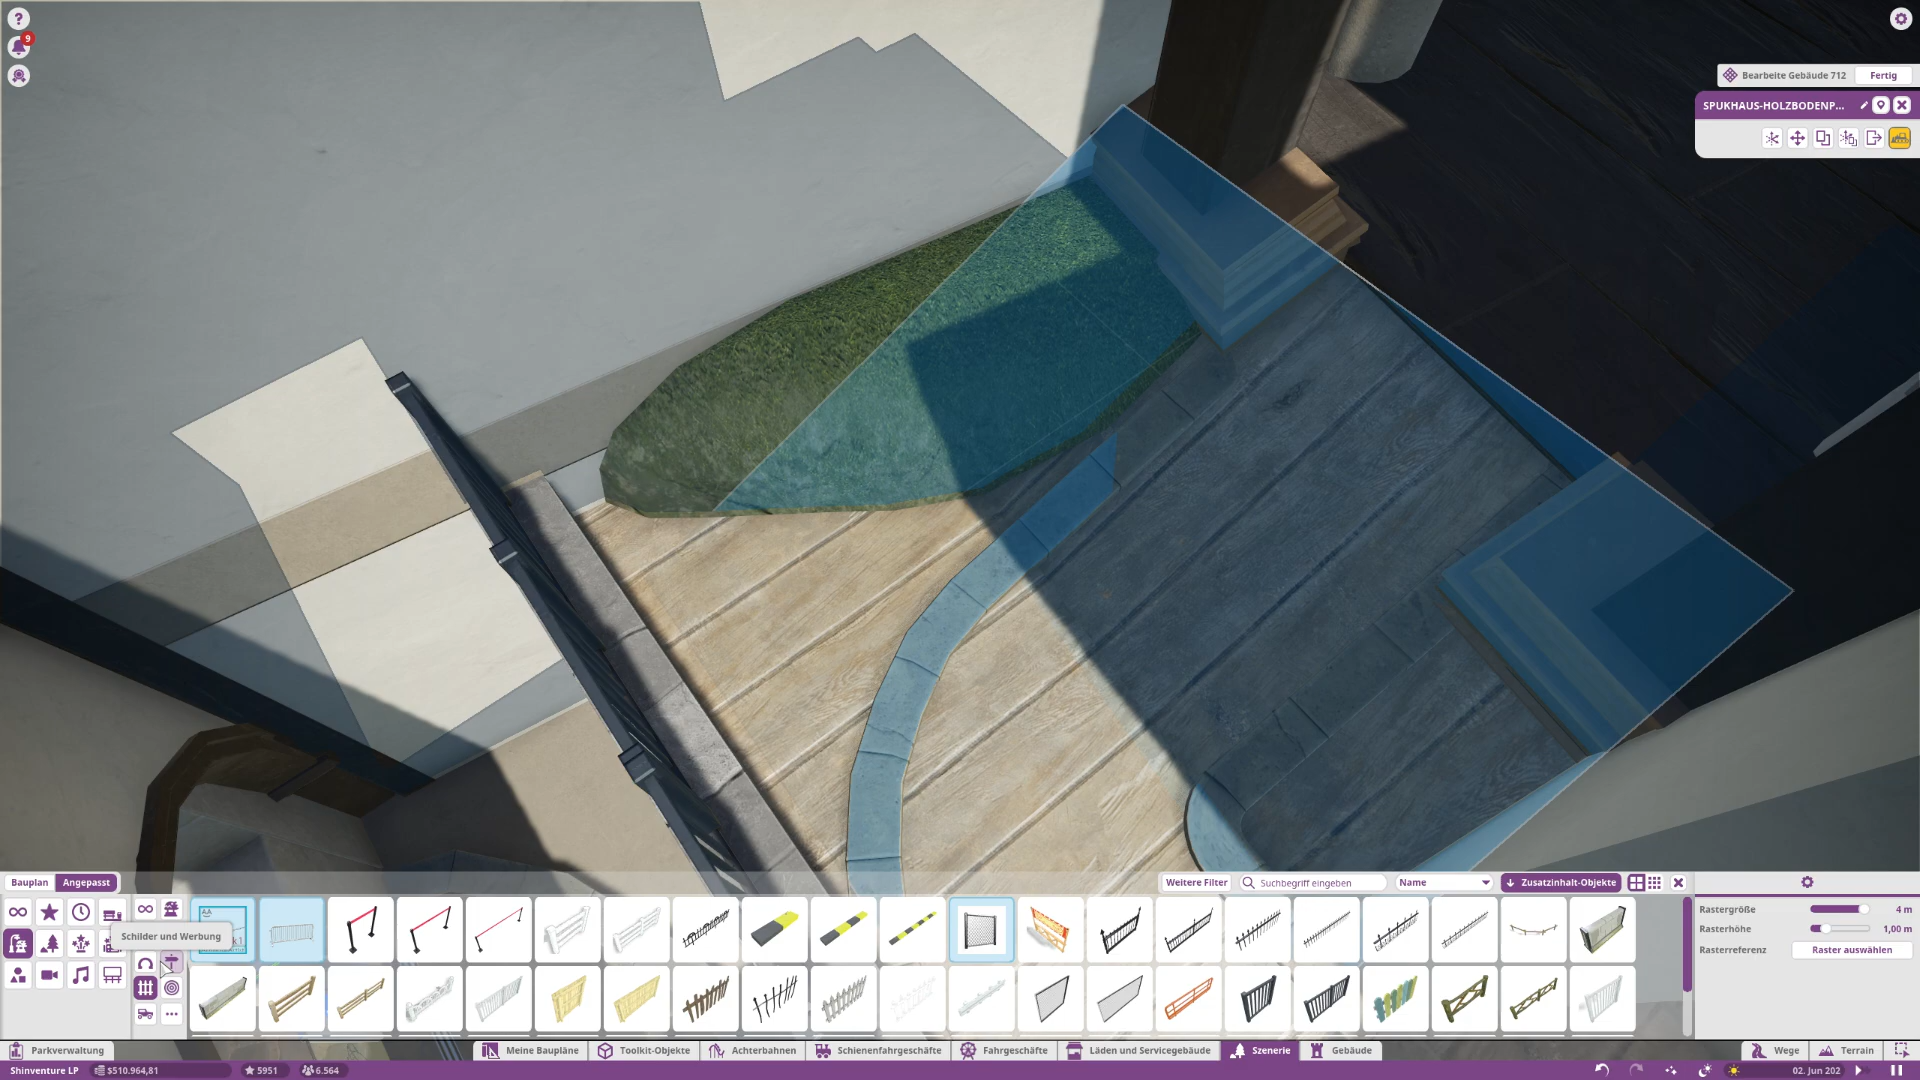 9
Bearbeite Gebäude 712
Fertig
SPUKHAUS-HOLZBODENP...
Bauplan
Angepasst
Weitere Filter
Suchbegriff eingeben
Name
Zusatzinhalt-Objekte
Schilder und Werbung
Rastergröße
4 m
Rasterhöhe
1,00 m
Rasterreferenz
Raster auswählen
Parkverwaltung
Meine Baupläne
Toolkit-Objekte
Achterbahnen
Schienenfahrgeschäfte
Fahrgeschäfte
Läden und Servicegebäude
Szenerie
Gebäude
Wege
Terrain
Shinventure LP
$510.964,81
5951
6.564
02. Jun 202